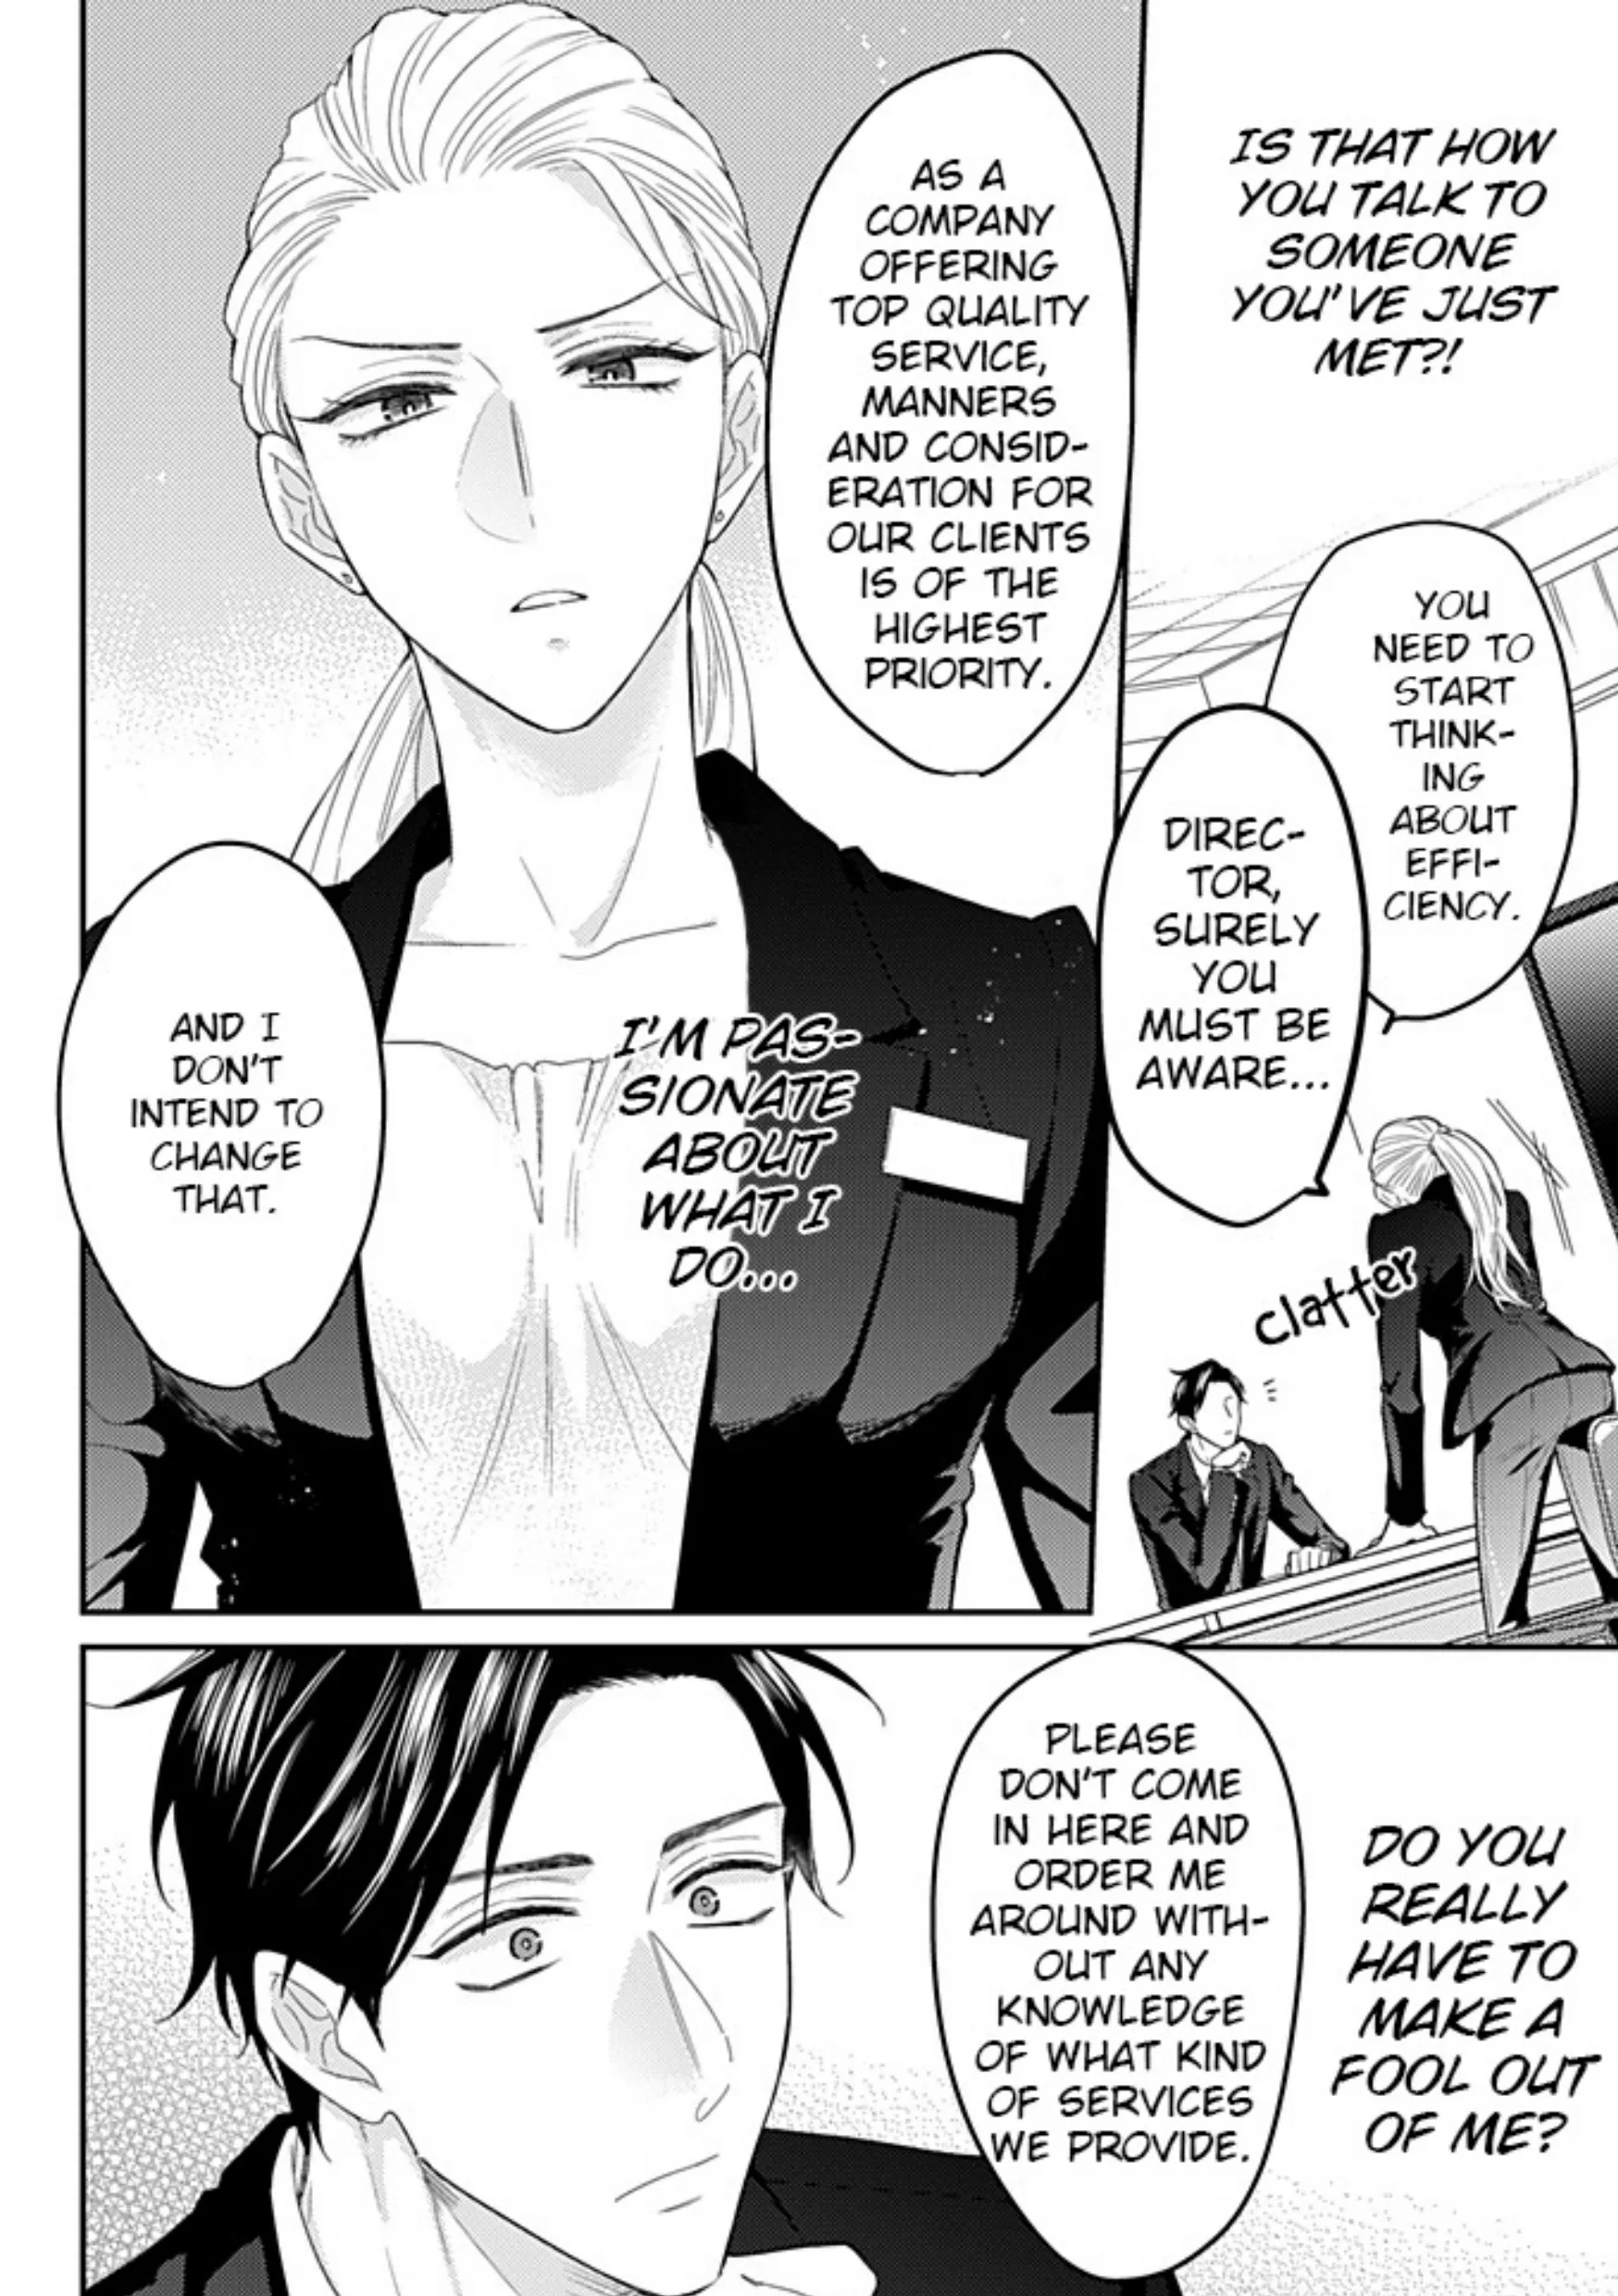 IS THAT HOW
YOU TALK TO
SOMEONE
YOU'VE JUST
MET?!
YOU
NEED TO
START
THINK-
ING
ABOUT
EFFI-
CIENCY.
DIREC-
TOR,
SURELY
YOU
MUST BE
AWARE...
clatter
AS A
COMPANY
OFFERING
TOP QUALITY
SERVICE,
MANNERS
AND CONSID-
ERATION FOR
OUR CLIENTS
IS OF THE
HIGHEST
PRIORITY.
I'M PAS-
SIONATE
ABOUT
WHAT I
DO...
AND I
DON'T
INTEND TO
CHANGE
THAT.
DO YOU
REALLY
HAVE TO
MAKE A
FOOL OUT
OF ME?
PLEASE
DON'T COME
IN HERE AND
ORDER ME
AROUND WITH-
OUT ANY
KNOWLEDGE
OF WHAT KIND
OF SERVICES
WE PROVIDE.